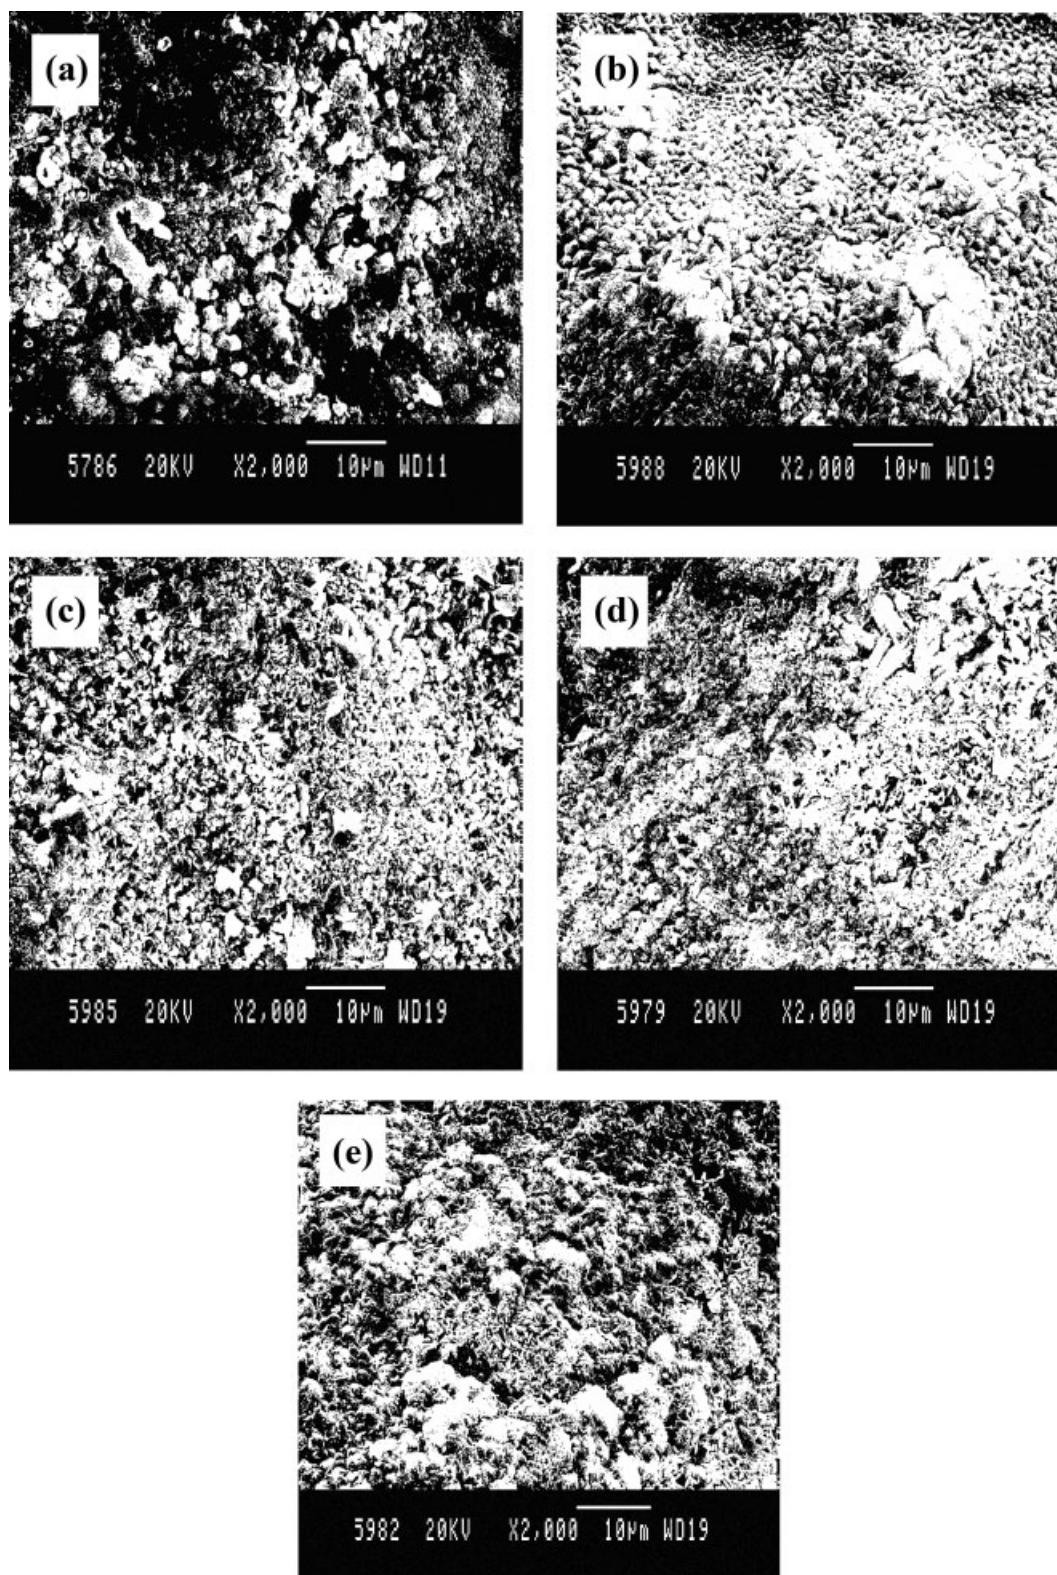 (a)
5786 20KV X2,000 10µm WD11
(b)
5988 20KV X2,000 10µm WD19
(c)
5985 20KV X2,000 10µm WD19
(d)
5979 20KV X2,000 10µm WD19
(e)
5982 20KV X2,000 10µm WD19